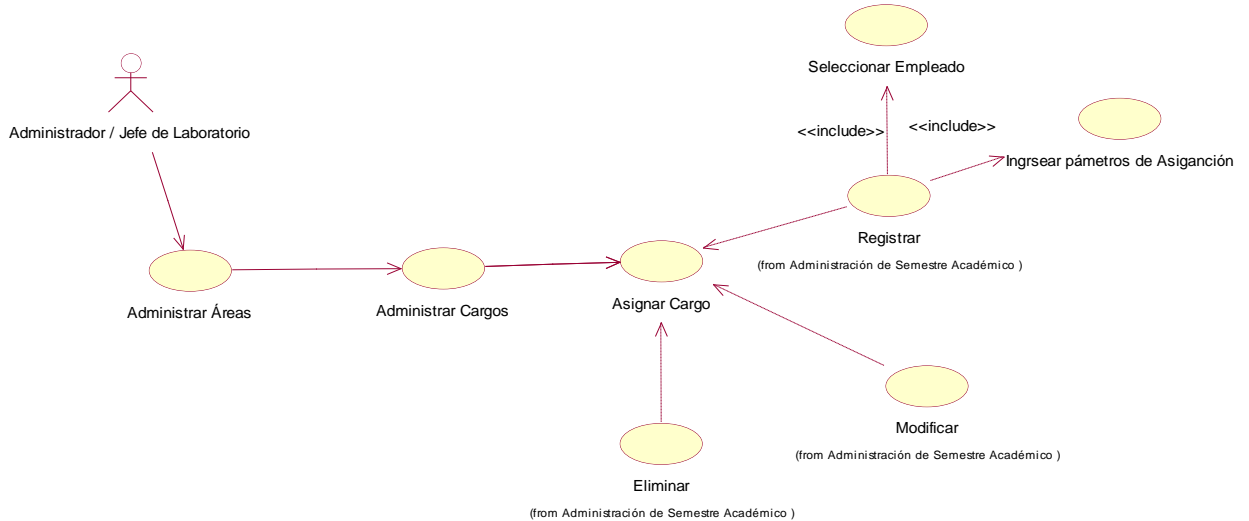 Seleccionar Empleado
Administrador / Jefe de Laboratorio
<<include>>
<<include>>
Ingrsear pámetros de Asiganción
Registrar
(from Administración de Semestre Académico )
Administrar Áreas
Administrar Cargos
Asignar Cargo
Modificar
(from Administración de Semestre Académico )
Eliminar
(from Administración de Semestre Académico )